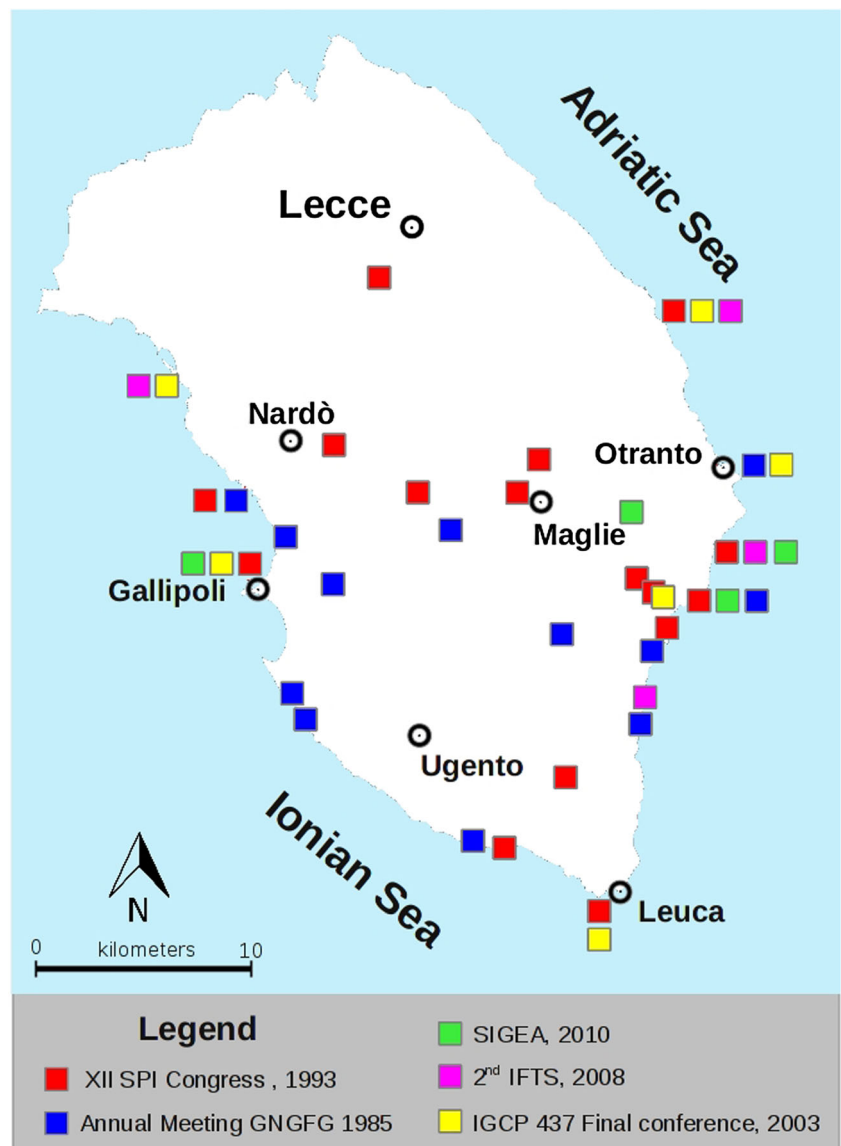 Adriatic Sea
Lecce
Nardò
Otranto
Maglie
Gallipoli
Ugento
Ionian Sea
N
Leuca
0 kilometers 10
Legend
XII SPI Congress , 1993
Annual Meeting GNGFG 1985
SIGEA, 2010
2nd IFTS, 2008
IGCP 437 Final conference, 2003